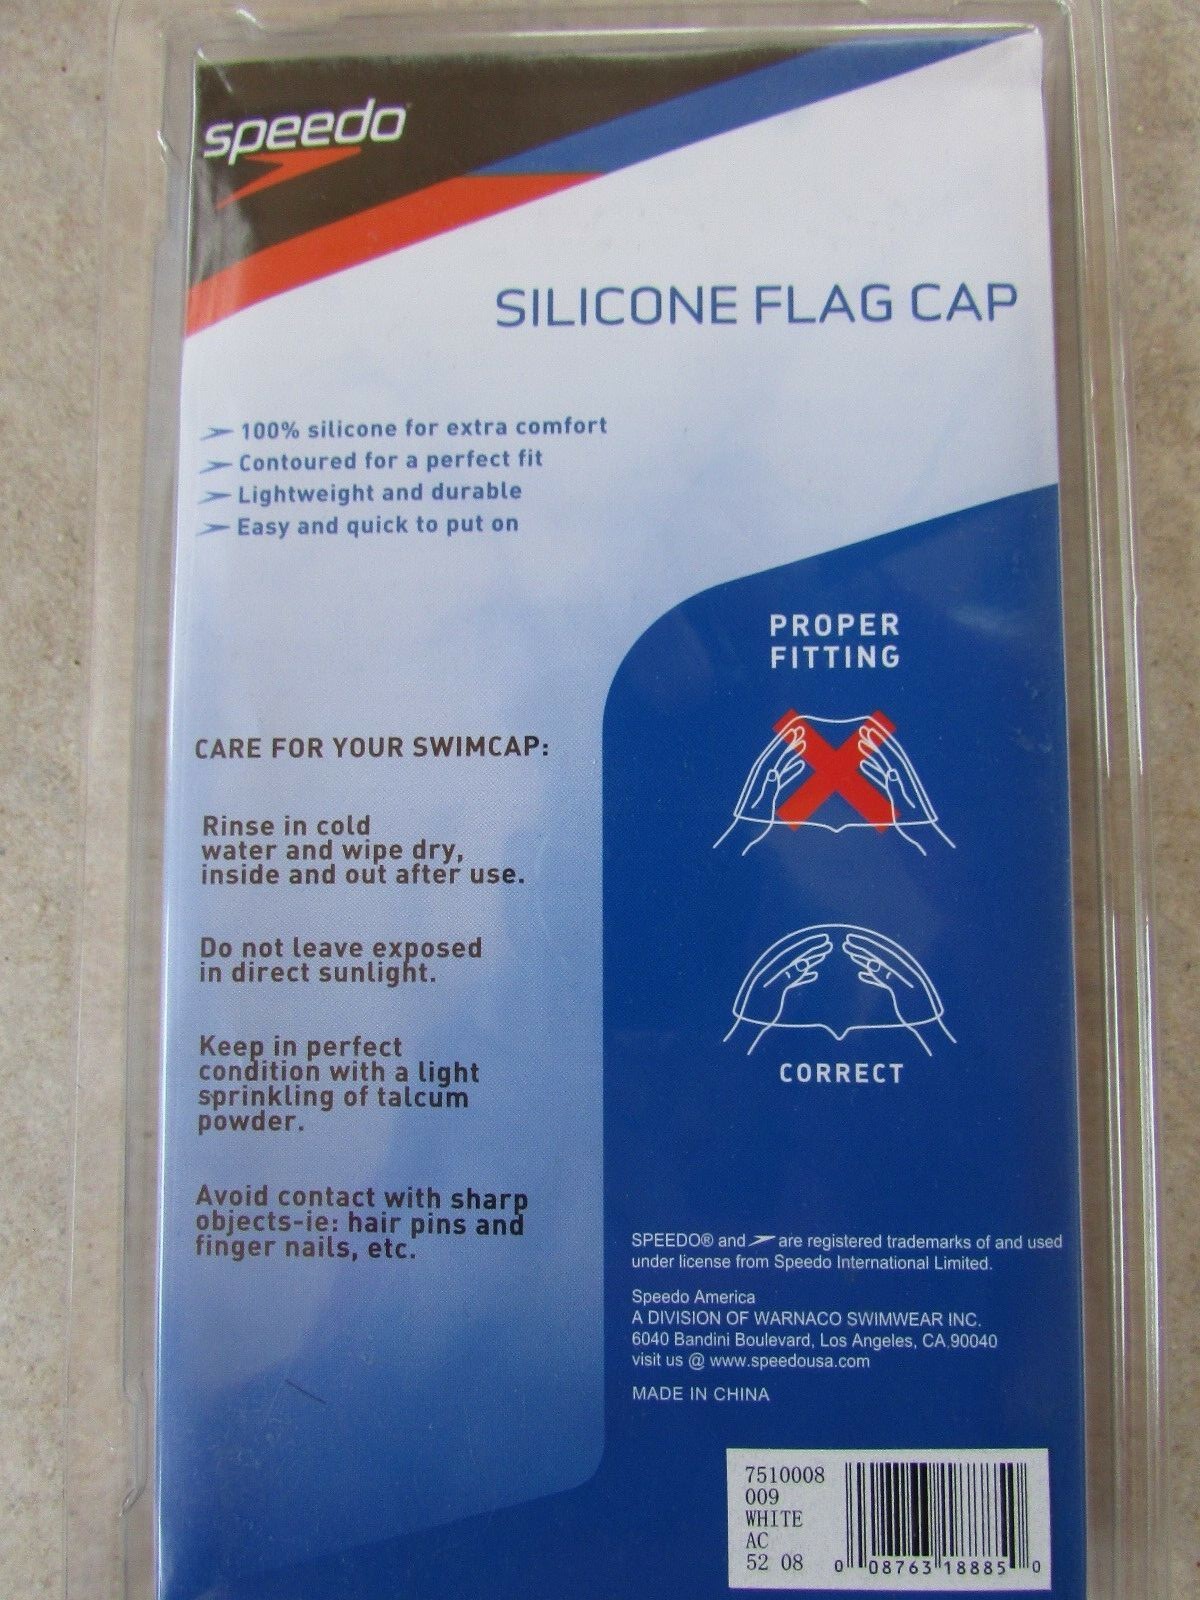 speedo
SILICONE FLAG CAP
100% silicone for extra comfort
Contoured for a perfect fit
Lightweight and durable
Easy and quick to put on
PROPER
FITTING
CORRECT
CARE FOR YOUR SWIMCAP:
Rinse in cold
water and wipe dry,
inside and out after use.
Do not leave exposed
in direct sunlight.
Keep in perfect
condition with a light
sprinkling of talcum
powder.
Avoid contact with sharp
objects-ie: hair pins and
finger nails, etc.
SPEEDO® and are registered trademarks of and used
under license from Speedo International Limited.
Speedo America
A DIVISION OF WARNACO SWIMWEAR INC.
6040 Bandini Boulevard, Los Angeles, CA.90040
visit us @ www.speedousa.com
MADE IN CHINA
7510008
009
WHITE
AC
52 08
0 08763 18885 0